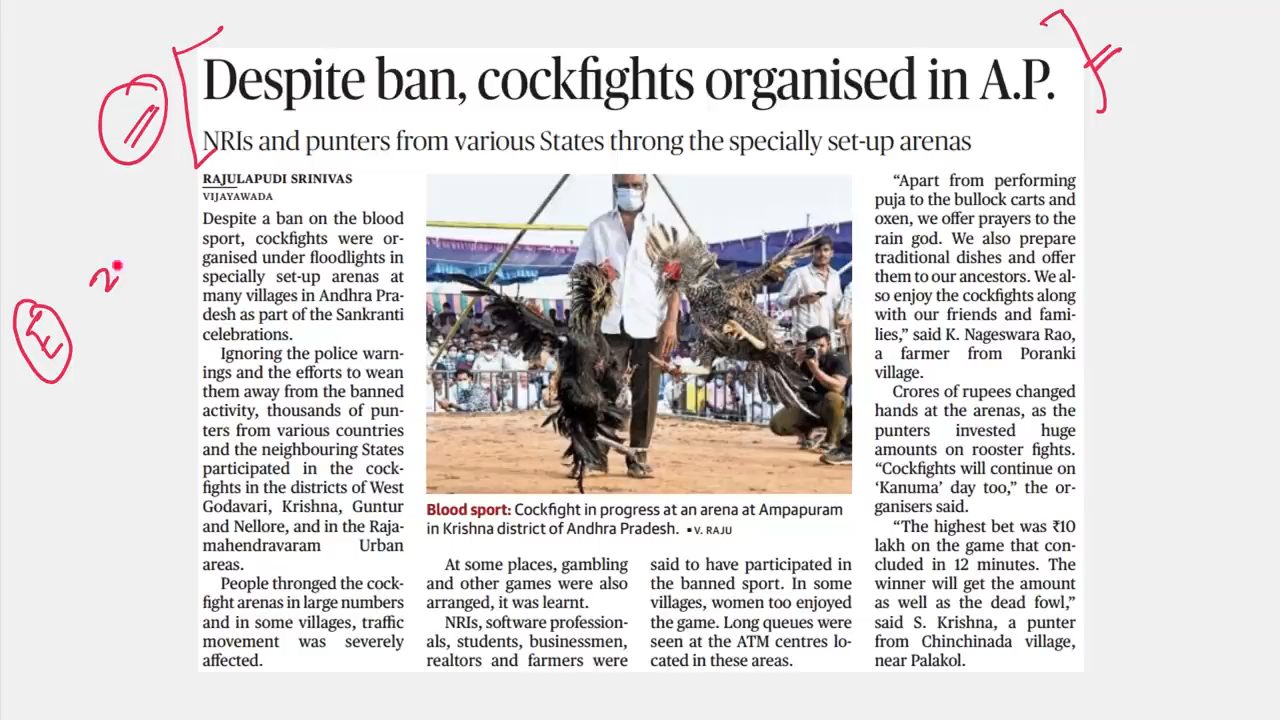 Despite ban, cockfights organised in A.P.
NRIs and punters from various States throng the specially set-up arenas
RAJULAPUDI SRINIVAS
VIJAYAWADA
Despite a ban on the blood
sport, cockfights were or-
ganised under floodlights in
specially set-up arenas at
many villages in Andhra Pra-
desh as part of the Sankranti
celebrations.
Ignoring the police warn-
ings and the efforts to wean
them away from the banned
activity, thousands of pun-
ters from various countries
and the neighbouring States
participated in the cock-
fights in the districts of West
Godavari, Krishna, Guntur
and Nellore, and in the Raja-
mahendravaram Urban
areas.
People thronged the cock-
fight arenas in large numbers
and in some villages, traffic
movement was severely
affected.
Blood sport: Cockfight in progress at an arena at Ampapuram
in Krishna district of Andhra Pradesh. ▪V. RAJU
At some places, gambling
and other games were also
arranged, it was learnt.
NRIs, software profession-
als, students, businessmen,
realtors and farmers were
said to have participated in
the banned sport. In some
villages, women too enjoyed
the game. Long queues were
seen at the ATM centres lo-
cated in these areas.
“Apart from performing
puja to the bullock carts and
oxen, we offer prayers to the
rain god. We also prepare
traditional dishes and offer
them to our ancestors. We al-
so enjoy the cockfights along
with our friends and fami-
lies,” said K. Nageswara Rao,
a farmer from Poranki
village.
Crores of rupees changed
hands at the arenas, as the
punters invested huge
amounts on rooster fights.
“Cockfights will continue on
‘Kanuma’ day too,” the or-
ganisers said.
“The highest bet was ₹10
lakh on the game that con-
cluded in 12 minutes. The
winner will get the amount
as well as the dead fowl,”
said S. Krishna, a punter
from Chinchinada village,
near Palakol.